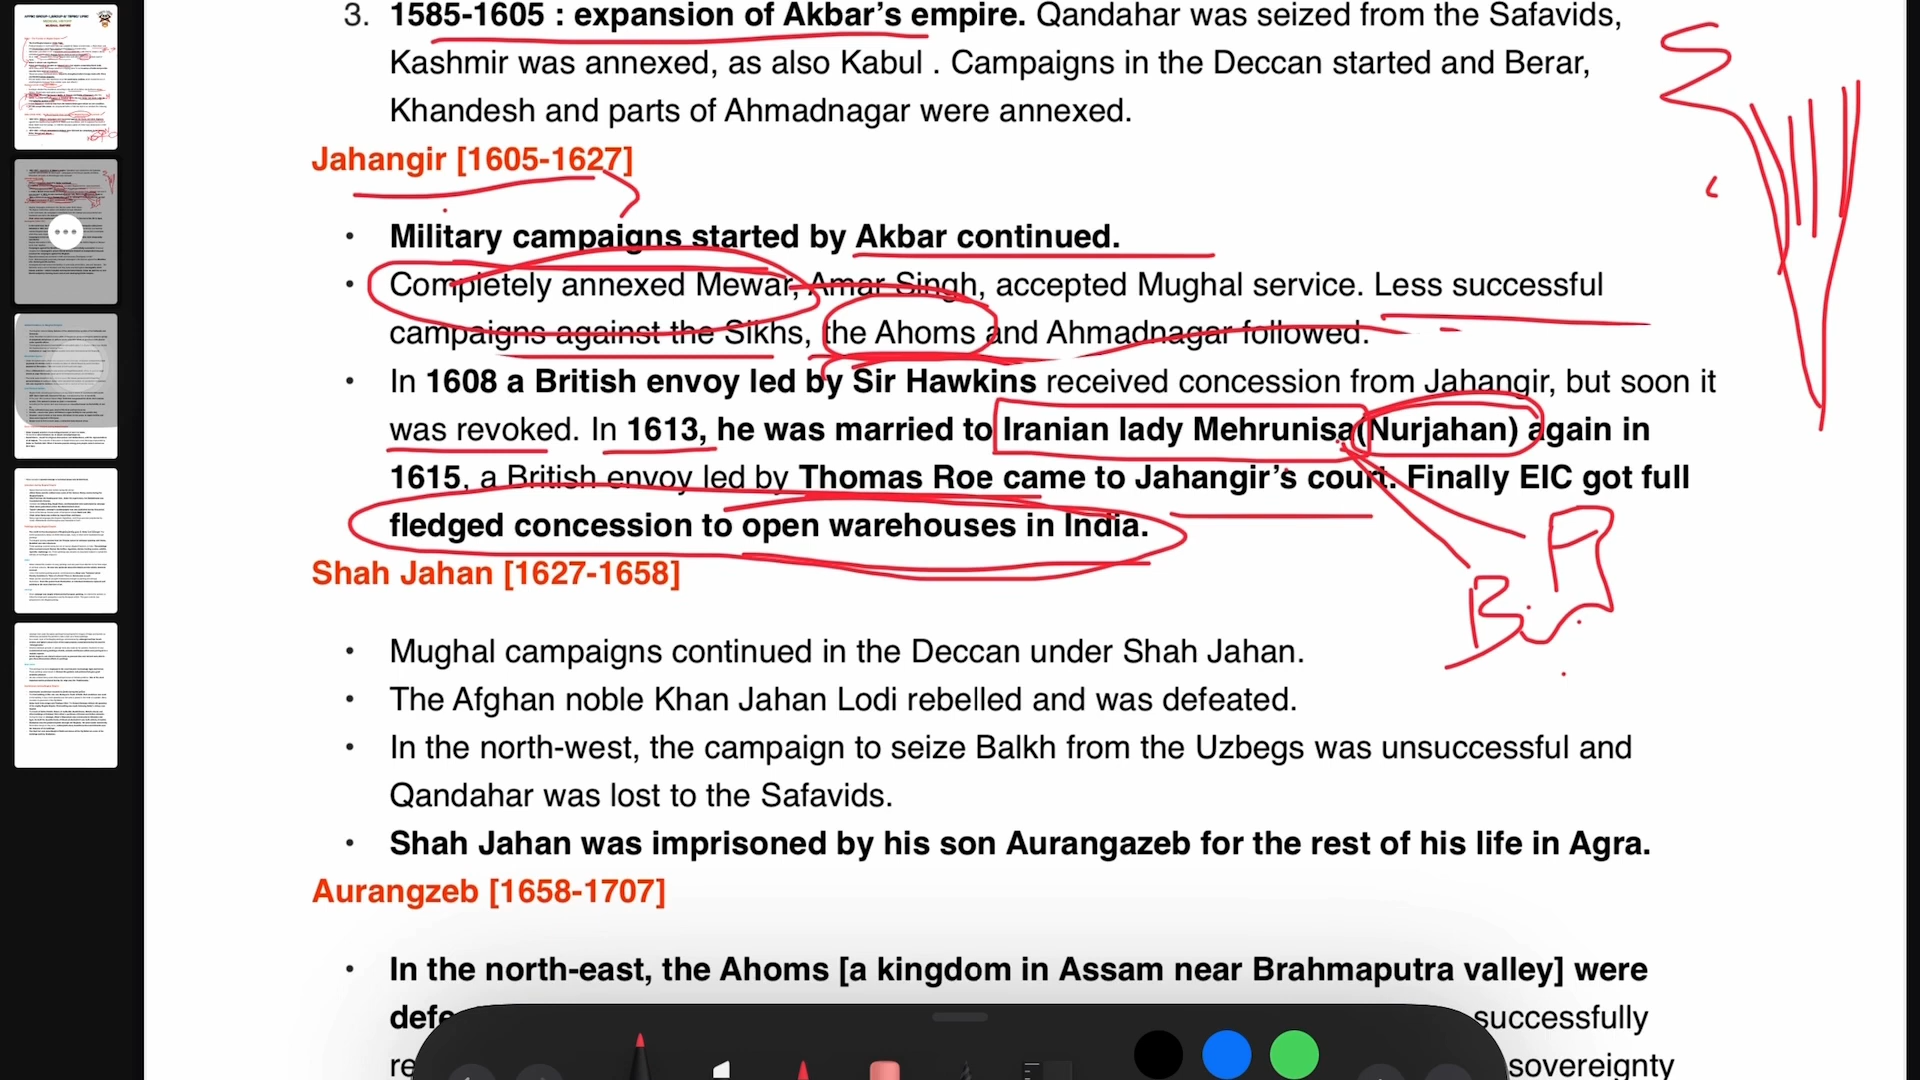 3. 1585-1605 : expansion of Akbar’s empire. Qandahar was seized from the Safavids,
Kashmir was annexed, as also Kabul . Campaigns in the Deccan started and Berar,
Khandesh and parts of Ahmadnagar were annexed.
Jahangir [1605-1627]
• Military campaigns started by Akbar continued.
• Completely annexed Mewar, Amar Singh, accepted Mughal service. Less successful
campaigns against the Sikhs, the Ahoms and Ahmadnagar followed.
• In 1608 a British envoy led by Sir Hawkins received concession from Jahangir, but soon it
was revoked. In 1613, he was married to Iranian lady Mehrunisa(Nurjahan) again in
1615, a British envoy led by Thomas Roe came to Jahangir’s court. Finally EIC got full
fledged concession to open warehouses in India.
Shah Jahan [1627-1658]
• Mughal campaigns continued in the Deccan under Shah Jahan.
• The Afghan noble Khan Jahan Lodi rebelled and was defeated.
• In the north-west, the campaign to seize Balkh from the Uzbegs was unsuccessful and
Qandahar was lost to the Safavids.
• Shah Jahan was imprisoned by his son Aurangazeb for the rest of his life in Agra.
Aurangzeb [1658-1707]
• In the north-east, the Ahoms [a kingdom in Assam near Brahmaputra valley] were
successfully
sovereignty